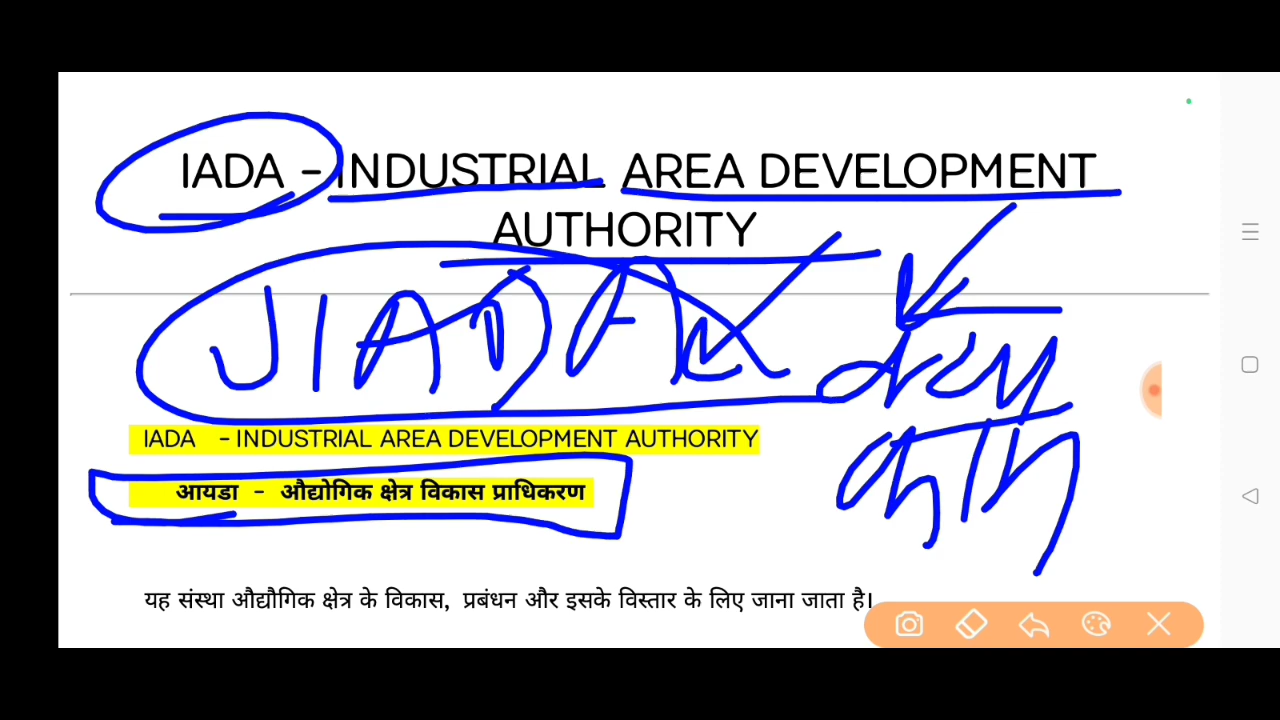 IADA - INDUSTRIAL AREA DEVELOPMENT
AUTHORITY
JIADA
IADA - INDUSTRIAL AREA DEVELOPMENT AUTHORITY
आयडा - औद्योगिक क्षेत्र विकास प्राधिकरण
यह संस्था औद्यौगिक क्षेत्र के विकास, प्रबंधन और इसके विस्तार के लिए जाना जाता है।